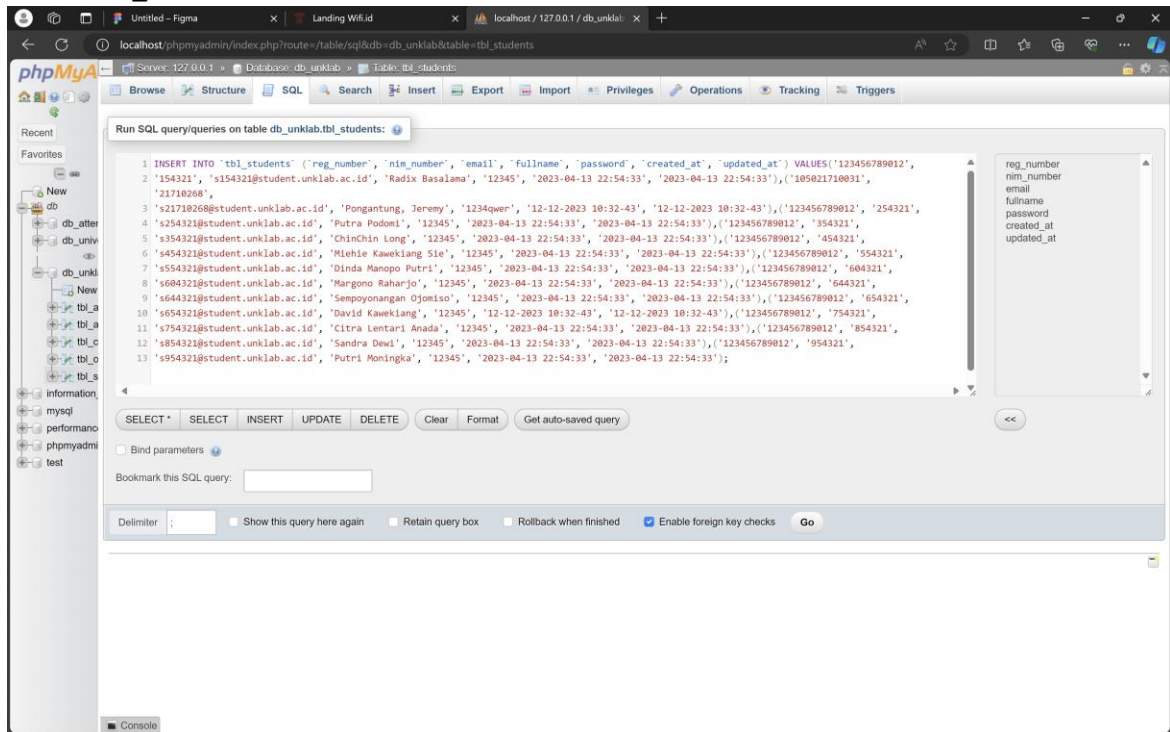 Untitled – Figma
Landing Wifi.id
localhost / 127.0.0.1 / db_unklab
localhost/phpmyadmin/index.php?route=/table/sql&db=db_unklab&table=tbl_students
phpMyA
Server: 127.0.0.1 » Database: db_unklab » Table: tbl_students
Browse Structure SQL Search Insert Export Import Privileges Operations Tracking Triggers
Recent
Favorites
New
db
db_atter
db_univ
db_unkl
New
tbl_a
tbl_a
tbl_c
tbl_o
tbl_s
information_
mysql
performance
phpmyadmi
test
Run SQL query/queries on table db_unklab.tbl_students:
1 INSERT INTO `tbl_students` (`reg_number`, `nim_number`, `email`, `fullname`, `password`, `created_at`, `updated_at`) VALUES('123456789012',
2 '154321', 's154321@student.unklab.ac.id', 'Radix Basalama', '12345', '2023-04-13 22:54:33', '2023-04-13 22:54:33'),('105021710031',
'21710268',
3 's21710268@student.unklab.ac.id', 'Pongantung, Jeremy', '1234qwer', '12-12-2023 10:32-43', '12-12-2023 10:32-43'),('123456789012', '254321',
4 's254321@student.unklab.ac.id', 'Putra Podomi', '12345', '2023-04-13 22:54:33', '2023-04-13 22:54:33'),('123456789012', '354321',
5 's354321@student.unklab.ac.id', 'ChinChin Long', '12345', '2023-04-13 22:54:33', '2023-04-13 22:54:33'),('123456789012', '454321',
6 's454321@student.unklab.ac.id', 'Miehie Kawekiang Sie', '12345', '2023-04-13 22:54:33', '2023-04-13 22:54:33'),('123456789012', '554321',
7 's554321@student.unklab.ac.id', 'Dinda Manopo Putri', '12345', '2023-04-13 22:54:33', '2023-04-13 22:54:33'),('123456789012', '604321',
8 's604321@student.unklab.ac.id', 'Margono Raharjo', '12345', '2023-04-13 22:54:33', '2023-04-13 22:54:33'),('123456789012', '644321',
9 's644321@student.unklab.ac.id', 'Sempoyonangan Ojomiso', '12345', '2023-04-13 22:54:33', '2023-04-13 22:54:33'),('123456789012', '654321',
10 's654321@student.unklab.ac.id', 'David Kawekiang', '12345', '12-12-2023 10:32-43', '12-12-2023 10:32-43'),('123456789012', '754321',
11 's754321@student.unklab.ac.id', 'Citra Lentari Anada', '12345', '2023-04-13 22:54:33', '2023-04-13 22:54:33'),('123456789012', '854321',
12 's854321@student.unklab.ac.id', 'Sandra Dewi', '12345', '2023-04-13 22:54:33', '2023-04-13 22:54:33'),('123456789012', '954321',
13 's954321@student.unklab.ac.id', 'Putri Moningka', '12345', '2023-04-13 22:54:33', '2023-04-13 22:54:33');
reg_number
nim_number
email
fullname
password
created_at
updated_at
SELECT * SELECT INSERT UPDATE DELETE Clear Format Get auto-saved query <<
Bind parameters
Bookmark this SQL query:
Delimiter ; Show this query here again Retain query box Rollback when finished Enable foreign key checks Go
Console